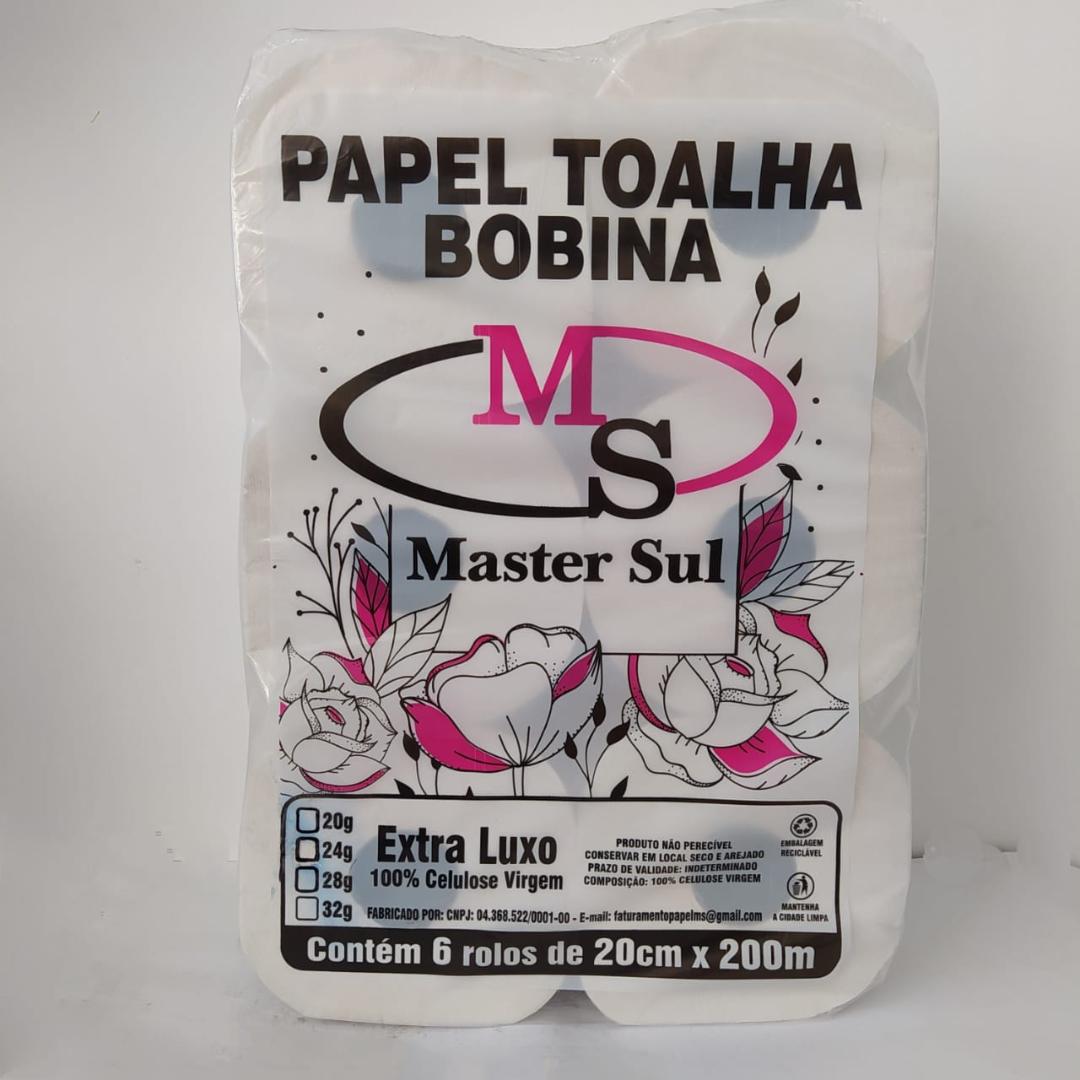 PAPEL TOALHA
BOBINA
MS
Master Sul
20g
24g
28g
32g
Extra Luxo
100% Celulose Virgem
PRODUTO NÃO PERECÍVEL
CONSERVAR EM LOCAL SECO E AREJADO
PRAZO DE VALIDADE: INDETERMINADO
COMPOSIÇÃO: 100% CELULOSE VIRGEM
EMBALAGEM
RECICLÁVEL
MANTENHA
A CIDADE LIMPA
FABRICADO POR: CNPJ: 04.368.522/0001-00 - E-mail: faturamentopapelms@gmail.com
Contém 6 rolos de 20cm x 200m